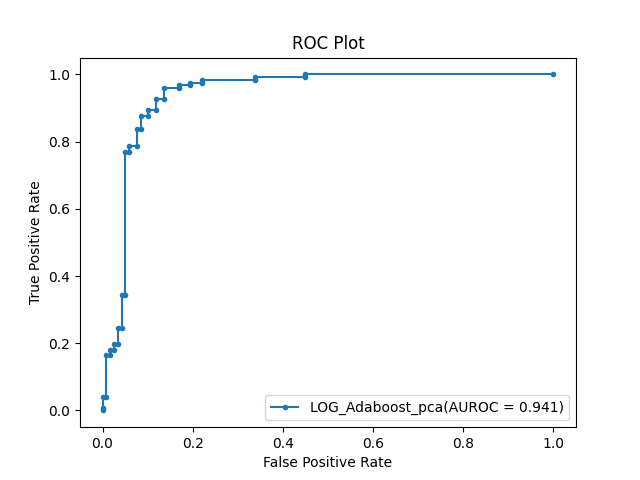 ROC Plot
True Positive Rate
1.0
0.8
0.6
0.4
0.2
0.0
0.0 0.2 0.4 0.6 0.8 1.0
False Positive Rate
LOG_Adaboost_pca(AUROC = 0.941)